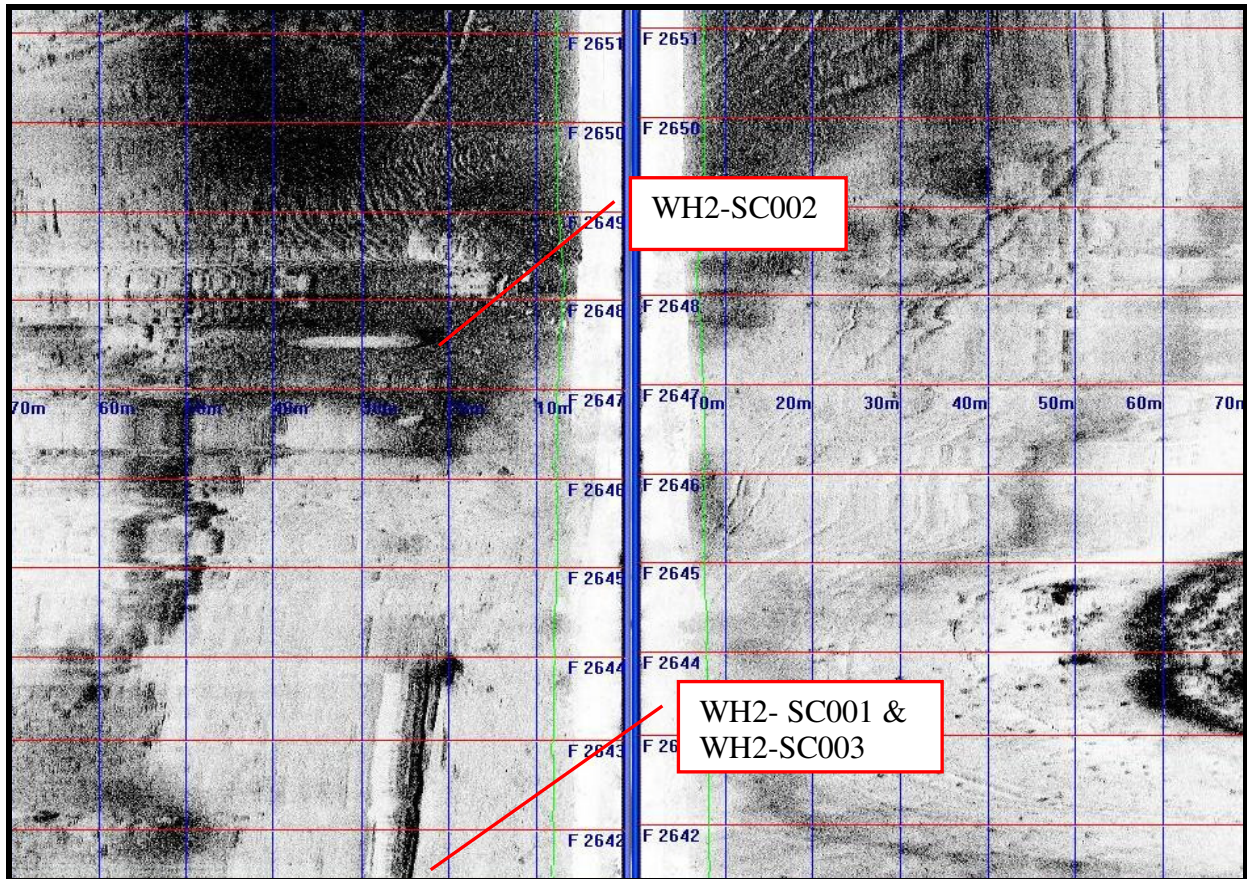 F 2651 F 2651
F 2650 F 2650
WH2-SC002
F 2649
F 2648 F 2648
F 2647 F 2647
70m 60m 40m 10m 10m 20m 30m 40m 50m 60m 70m
F 2646 F 2646
F 2645 F 2645
F 2644 F 2644
WH2- SC001 &
WH2-SC003
F 2643 F 26
F 2642 F 2642